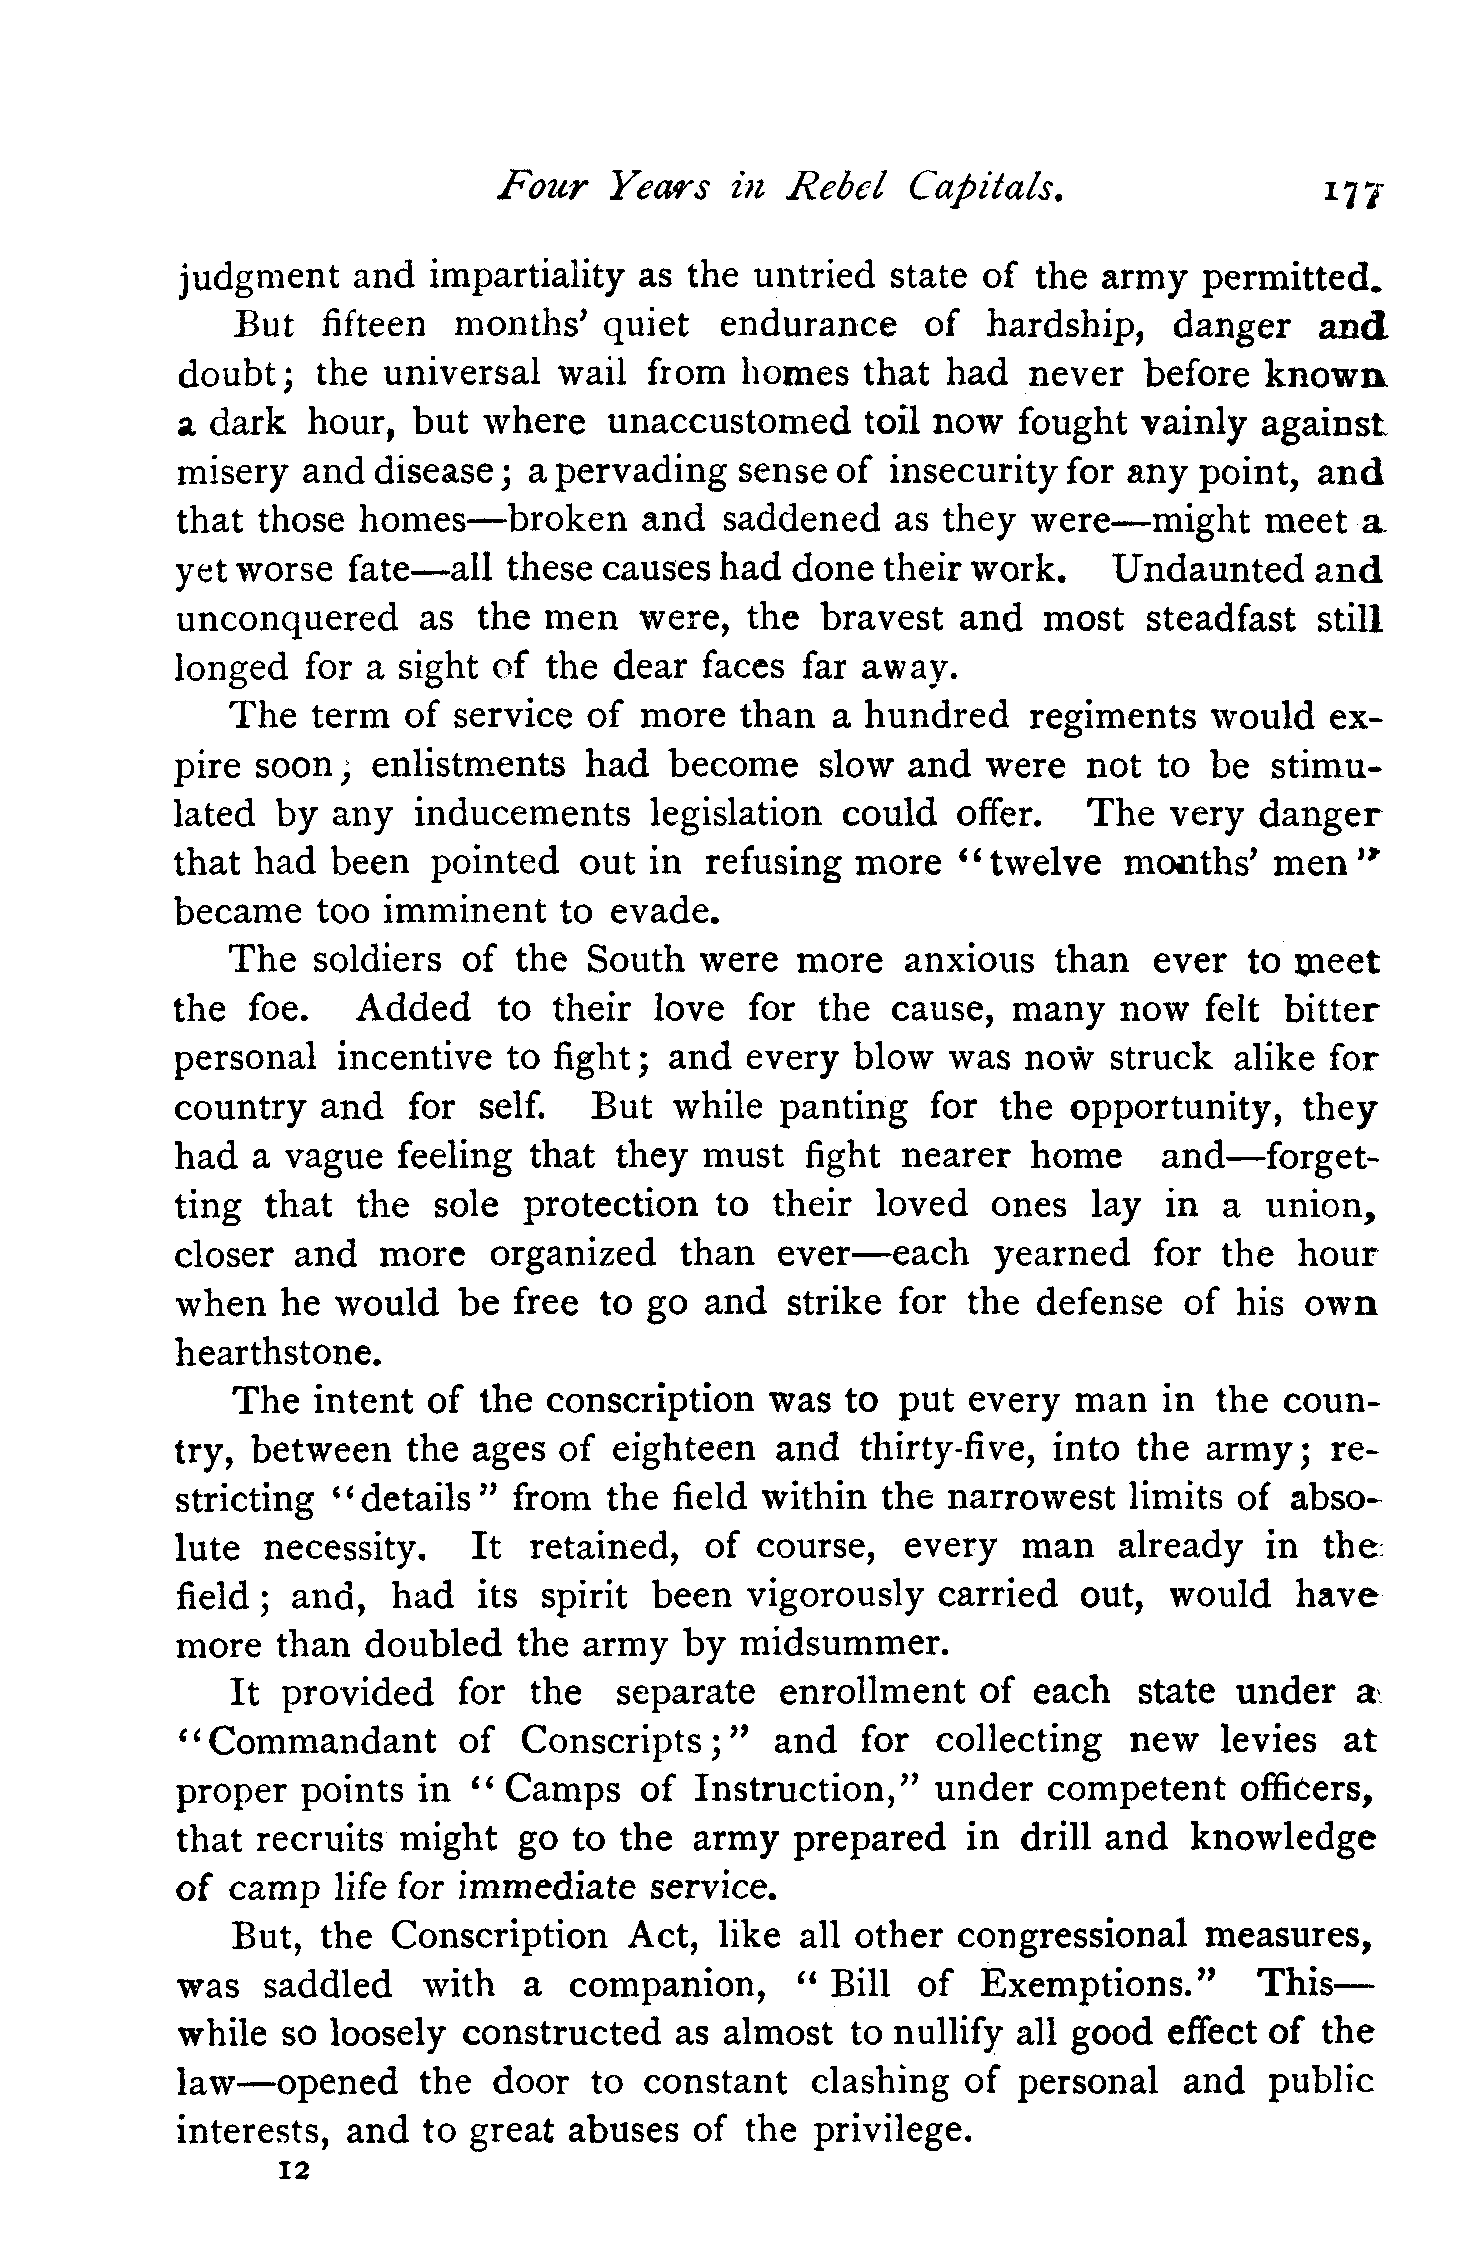 Four Years in Rebel Capitals. 177
judgment and impartiality as the untried state of the army permitted.
But fifteen months' quiet endurance of hardship, danger and
doubt; the universal wail from homes that had never before known
a dark hour, but where unaccustomed toil now fought vainly against
misery and disease; a pervading sense of insecurity for any point, and
that those homes—broken and saddened as they were—might meet a
yet worse fate—all these causes had done their work. Undaunted and
unconquered as the men were, the bravest and most steadfast still
longed for a sight of the dear faces far away.
The term of service of more than a hundred regiments would ex-
pire soon; enlistments had become slow and were not to be stimu-
lated by any inducements legislation could offer. The very danger
that had been pointed out in refusing more "twelve months' men"
became too imminent to evade.
The soldiers of the South were more anxious than ever to meet
the foe. Added to their love for the cause, many now felt bitter
personal incentive to fight; and every blow was now struck alike for
country and for self. But while panting for the opportunity, they
had a vague feeling that they must fight nearer home and—forget-
ting that the sole protection to their loved ones lay in a union,
closer and more organized than ever—each yearned for the hour
when he would be free to go and strike for the defense of his own
hearthstone.
The intent of the conscription was to put every man in the coun-
try, between the ages of eighteen and thirty-five, into the army; re-
stricting "details" from the field within the narrowest limits of abso-
lute necessity. It retained, of course, every man already in the
field; and, had its spirit been vigorously carried out, would have
more than doubled the army by midsummer.
It provided for the separate enrollment of each state under a
"Commandant of Conscripts;" and for collecting new levies at
proper points in "Camps of Instruction," under competent officers,
that recruits might go to the army prepared in drill and knowledge
of camp life for immediate service.
But, the Conscription Act, like all other congressional measures,
was saddled with a companion, "Bill of Exemptions." This—
while so loosely constructed as almost to nullify all good effect of the
law—opened the door to constant clashing of personal and public
interests, and to great abuses of the privilege.
12